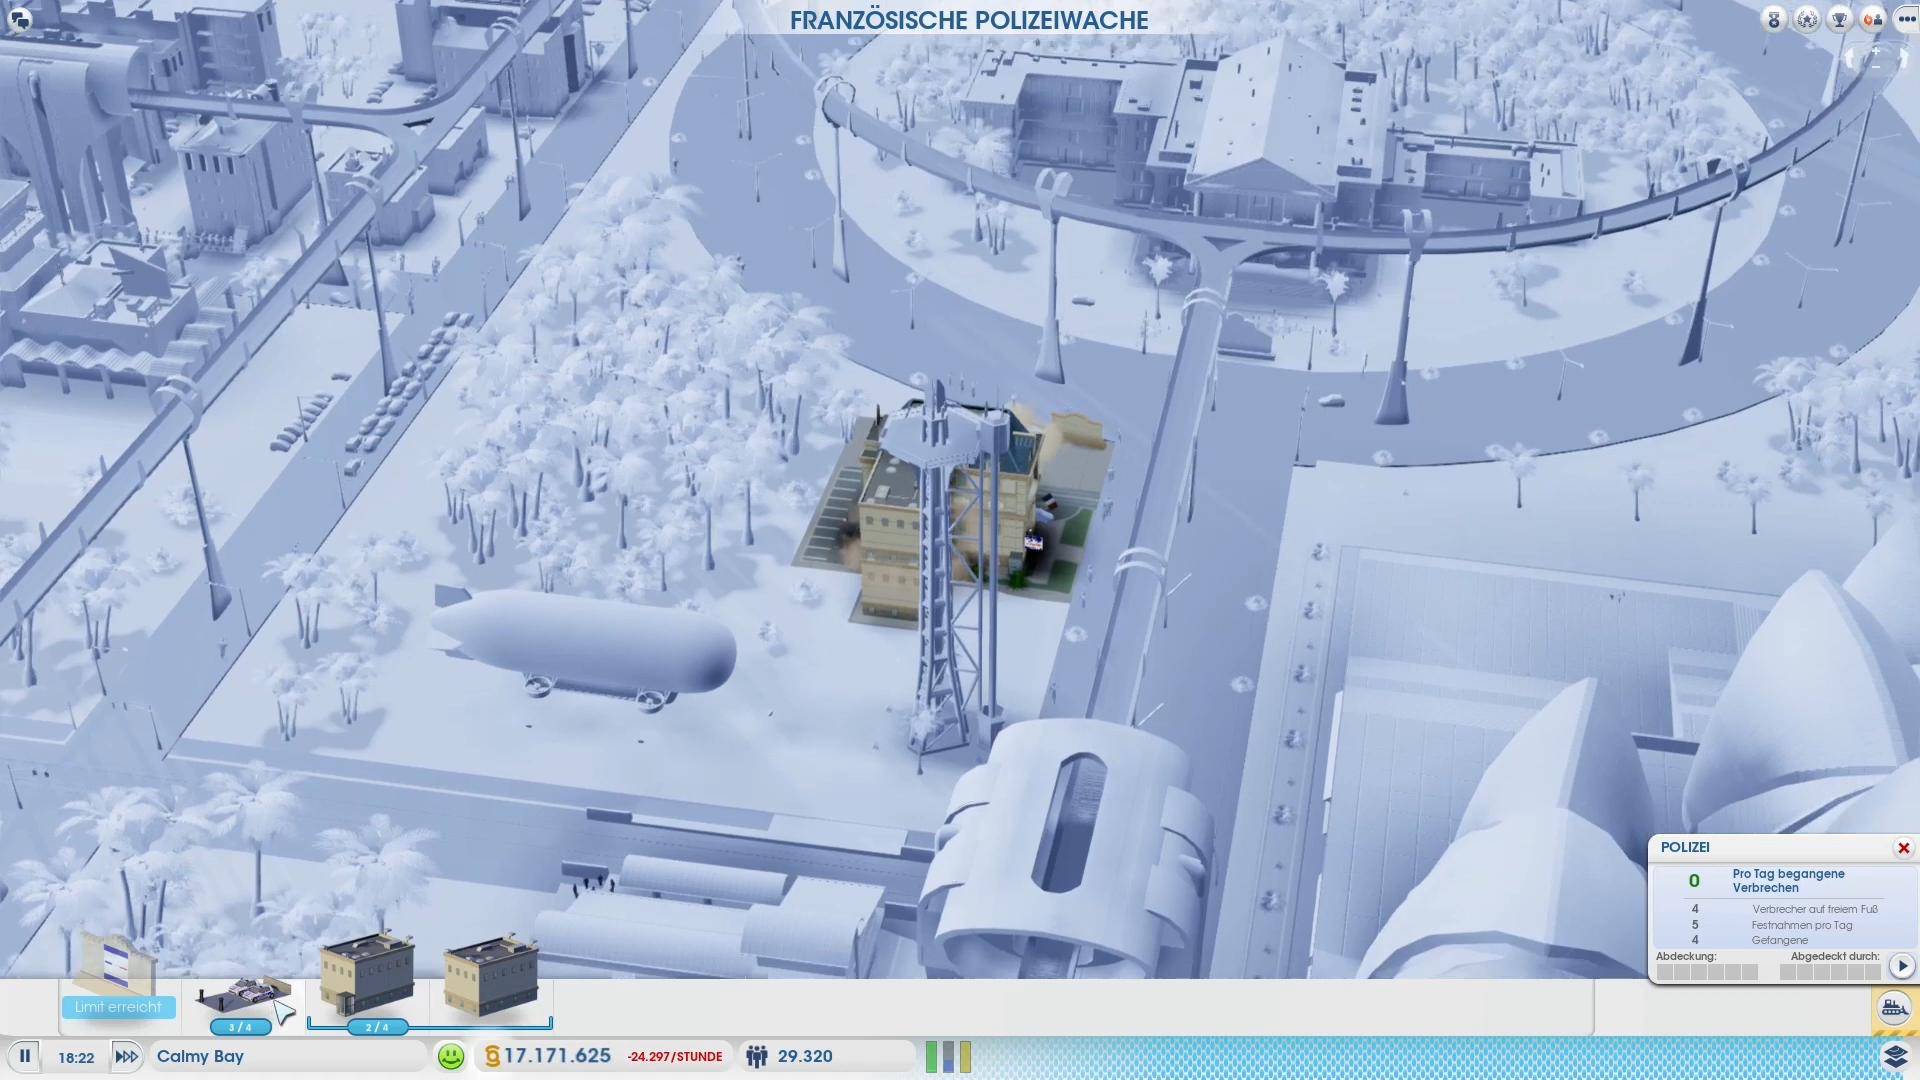 FRANZÖSISCHE POLIZEIWACHE
POLIZEI
0 Pro Tag begangene
Verbrechen
4 Verbrecher auf freiem Fuß
5 Festnahmen pro Tag
4 Gefangene
Abdeckung: Abgedeckt durch:
Limit erreicht
3 / 4
2 / 4
18:22
Calmy Bay
17.171.625
-24.297/STUNDE
29.320